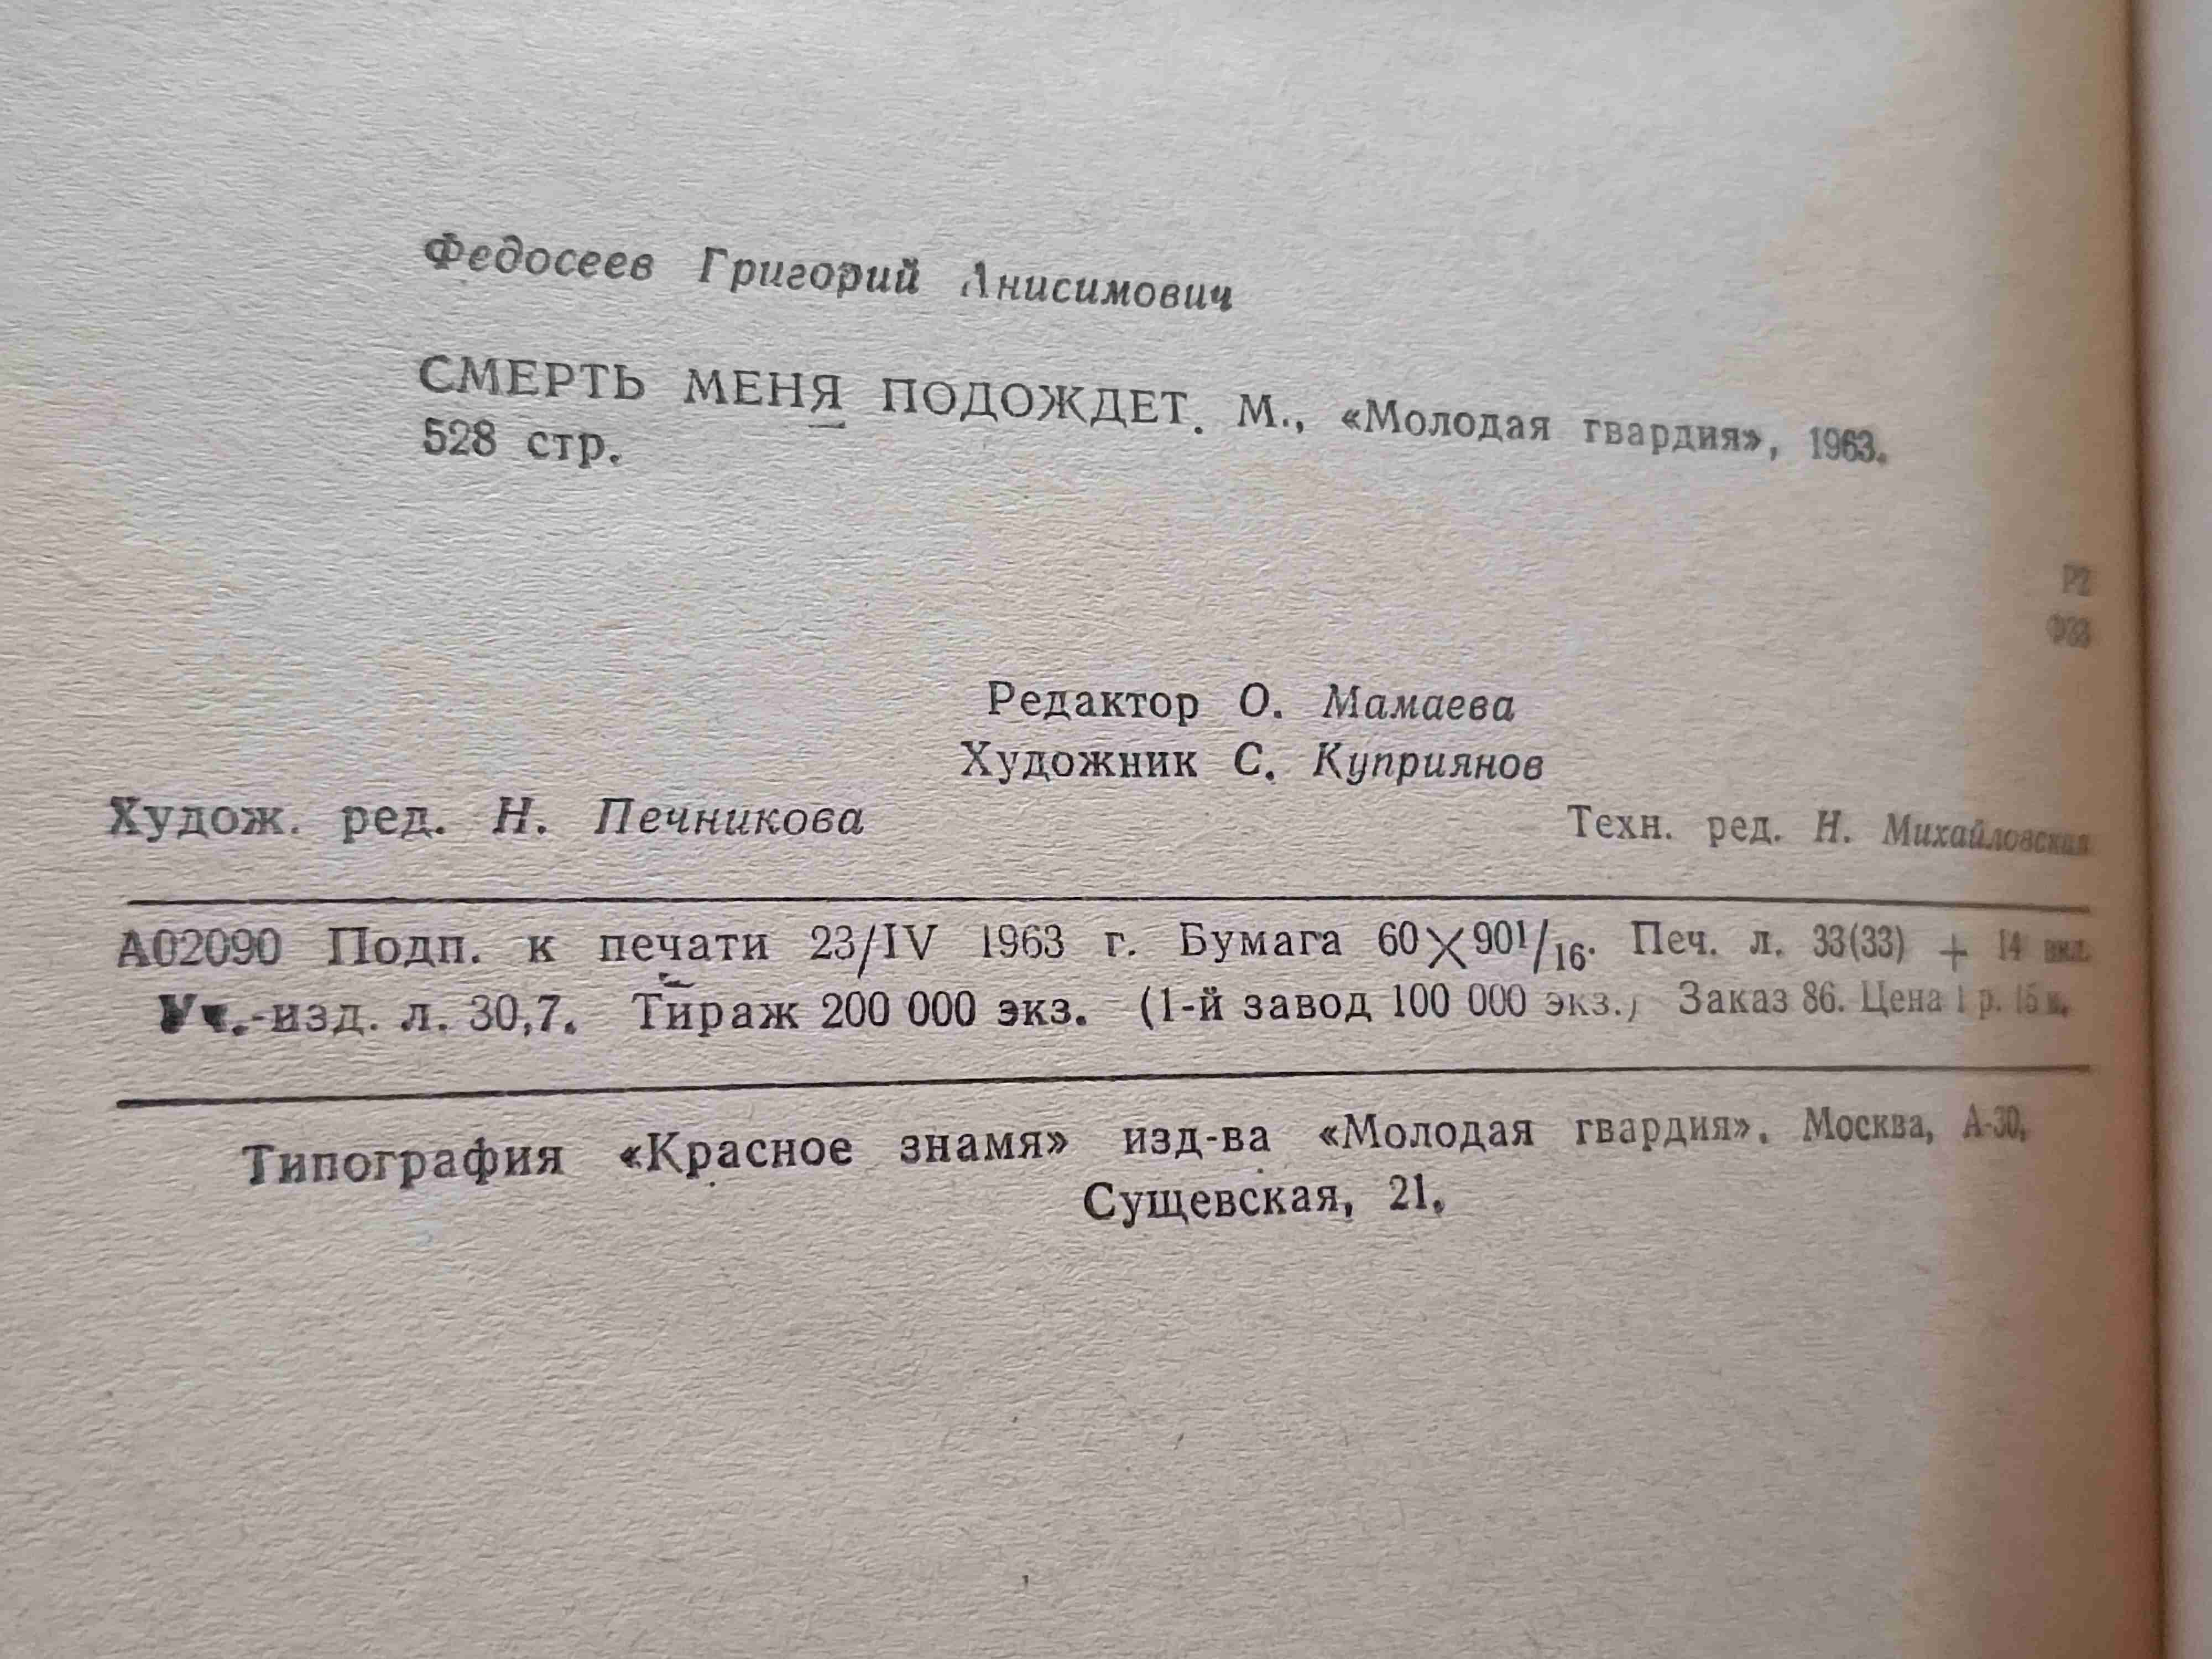 Федосеев Григорий Анисимович
СМЕРТЬ МЕНЯ ПОДОЖДЕТ. М., «Молодая гвардия», 1963.
528 стр.
Р2
Ф33
Редактор О. Мамаева
Художник С. Куприянов
Худож. ред. Н. Печникова Техн. ред. Н. Михайловская
А02090 Подп. к печати 23/IV 1963 г. Бумага 60×90¹/₁₆. Печ. л. 33(33) + 14 вкл.
Уч.-изд. л. 30,7. Тираж 200 000 экз. (1-й завод 100 000 экз.) Заказ 86. Цена 1 р. 15 к.
Типография «Красное знамя» изд-ва «Молодая гвардия». Москва, А-30,
Сущевская, 21.